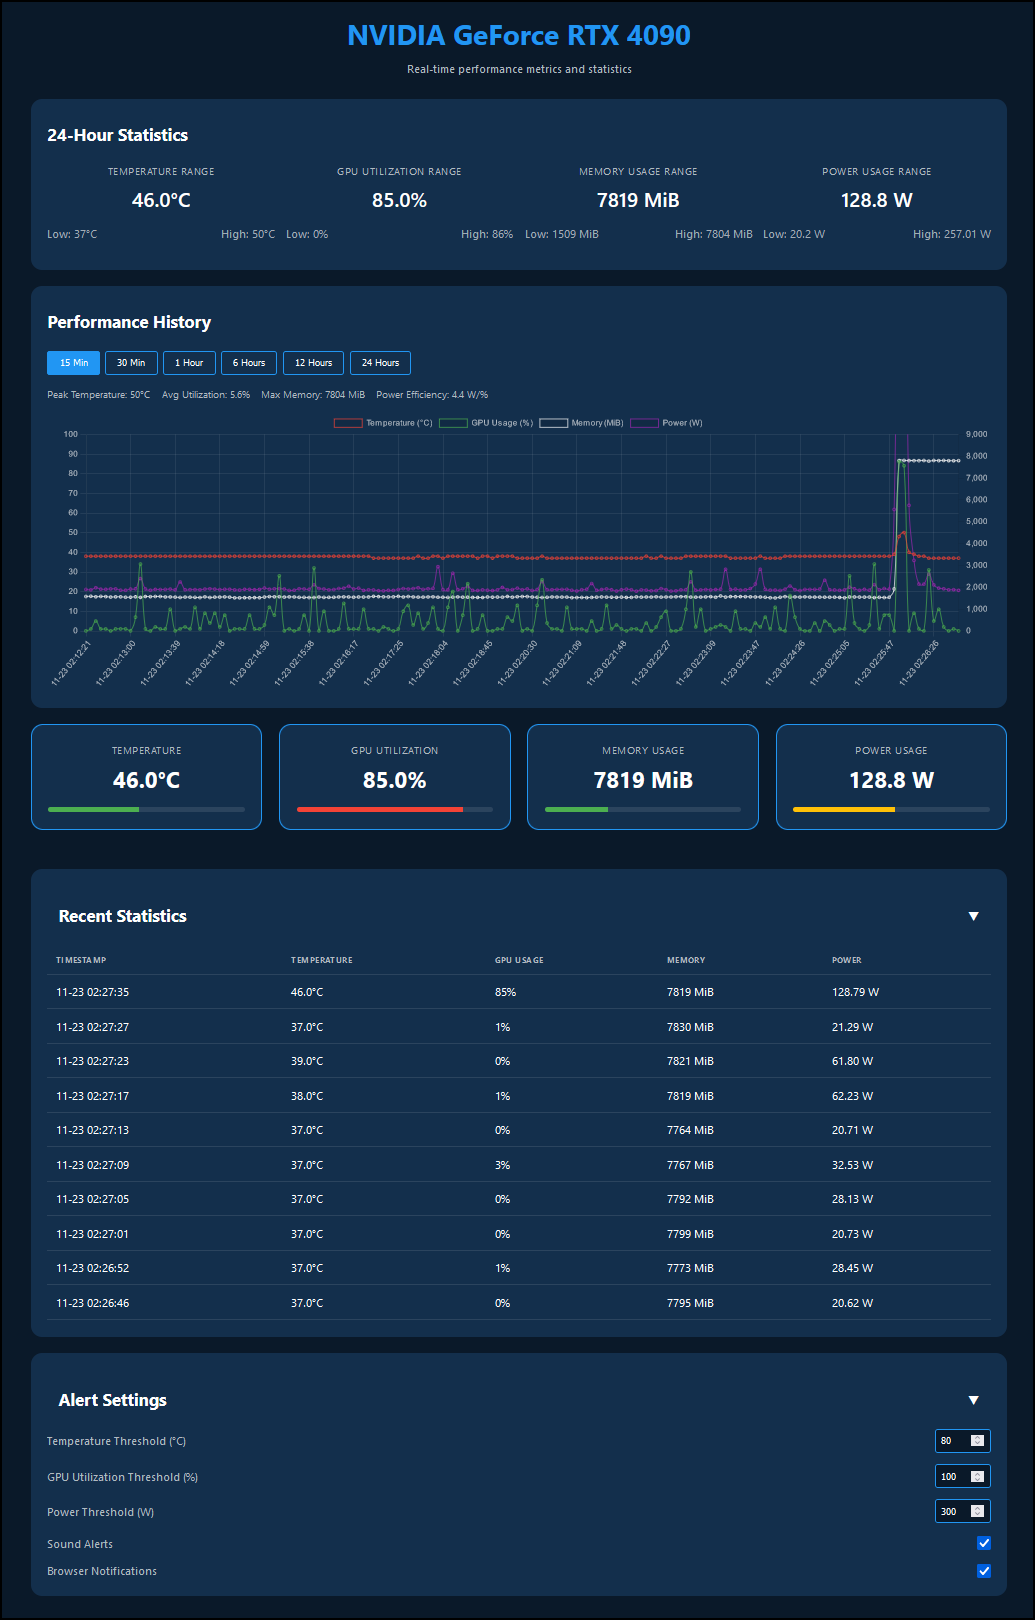 NVIDIA GeForce RTX 4090
Real-time performance metrics and statistics
24-Hour Statistics
TEMPERATURE RANGE GPU UTILIZATION RANGE MEMORY USAGE RANGE POWER USAGE RANGE
46.0°C 85.0% 7819 MiB 128.8 W
Low: 37°C High: 50°C Low: 0% High: 86% Low: 1509 MiB High: 7804 MiB Low: 20.2 W High: 257.01 W
Performance History
15 Min 30 Min 1 Hour 6 Hours 12 Hours 24 Hours
Peak Temperature: 50°C Avg Utilization: 5.6% Max Memory: 7804 MiB Power Efficiency: 4.4 W/%
Temperature (°C) GPU Usage (%) Memory (MiB) Power (W)
100 9,000
90 8,000
80 7,000
70 6,000
60 5,000
50 4,000
40 3,000
30 2,000
20 1,000
10 0
0
11-23 02:12:21 11-23 02:13:00 11-23 02:13:39 11-23 02:14:18 11-23 02:14:59 11-23 02:15:38 11-23 02:16:17 11-23 02:17:25 11-23 02:18:04 11-23 02:18:45 11-23 02:20:30 11-23 02:21:09 11-23 02:21:48 11-23 02:22:27 11-23 02:23:09 11-23 02:23:47 11-23 02:24:26 11-23 02:25:05 11-23 02:25:47 11-23 02:26:26
TEMPERATURE GPU UTILIZATION MEMORY USAGE POWER USAGE
46.0°C 85.0% 7819 MiB 128.8 W
Recent Statistics ▼
TIMESTAMP TEMPERATURE GPU USAGE MEMORY POWER
11-23 02:27:35 46.0°C 85% 7819 MiB 128.79 W
11-23 02:27:27 37.0°C 1% 7830 MiB 21.29 W
11-23 02:27:23 39.0°C 0% 7821 MiB 61.80 W
11-23 02:27:17 38.0°C 1% 7819 MiB 62.23 W
11-23 02:27:13 37.0°C 0% 7764 MiB 20.71 W
11-23 02:27:09 37.0°C 3% 7767 MiB 32.53 W
11-23 02:27:05 37.0°C 0% 7792 MiB 28.13 W
11-23 02:27:01 37.0°C 0% 7799 MiB 20.73 W
11-23 02:26:52 37.0°C 1% 7773 MiB 28.45 W
11-23 02:26:46 37.0°C 0% 7795 MiB 20.62 W
Alert Settings ▼
Temperature Threshold (°C) 80
GPU Utilization Threshold (%) 100
Power Threshold (W) 300
Sound Alerts
Browser Notifications